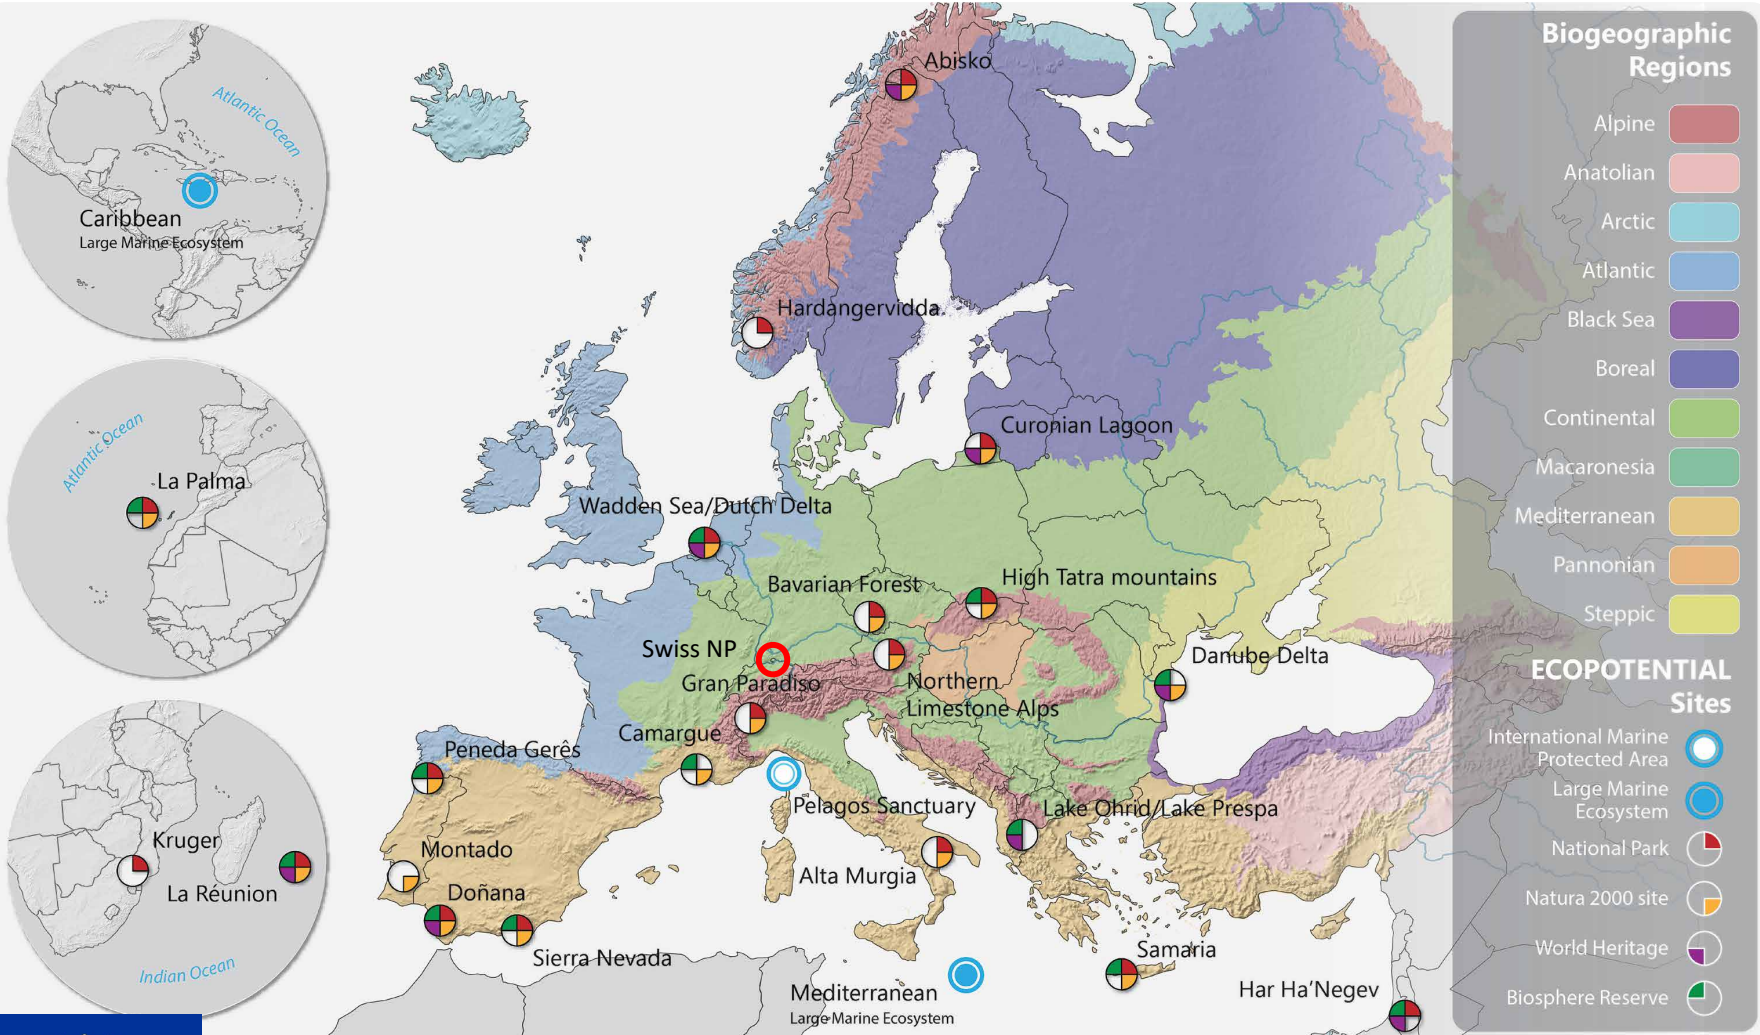 Atlantic Ocean
Caribbean
Large Marine Ecosystem
Atlantic Ocean
La Palma
Kruger
La Réunion
Indian Ocean
Abisko
Hardangervidda
Curonian Lagoon
Wadden Sea/Dutch Delta
Bavarian Forest
High Tatra mountains
Swiss NP
Gran Paradiso
Northern
Limestone Alps
Danube Delta
Camargue
Peneda Gerês
Pelagos Sanctuary
Lake Ohrid/Lake Prespa
Montado
Alta Murgia
Doñana
Sierra Nevada
Samaria
Mediterranean
Large Marine Ecosystem
Har Ha'Negev
Biogeographic
Regions
Alpine
Anatolian
Arctic
Atlantic
Black Sea
Boreal
Continental
Macaronesia
Mediterranean
Pannonian
Steppic
ECOPOTENTIAL
Sites
International Marine
Protected Area
Large Marine
Ecosystem
National Park
Natura 2000 site
World Heritage
Biosphere Reserve